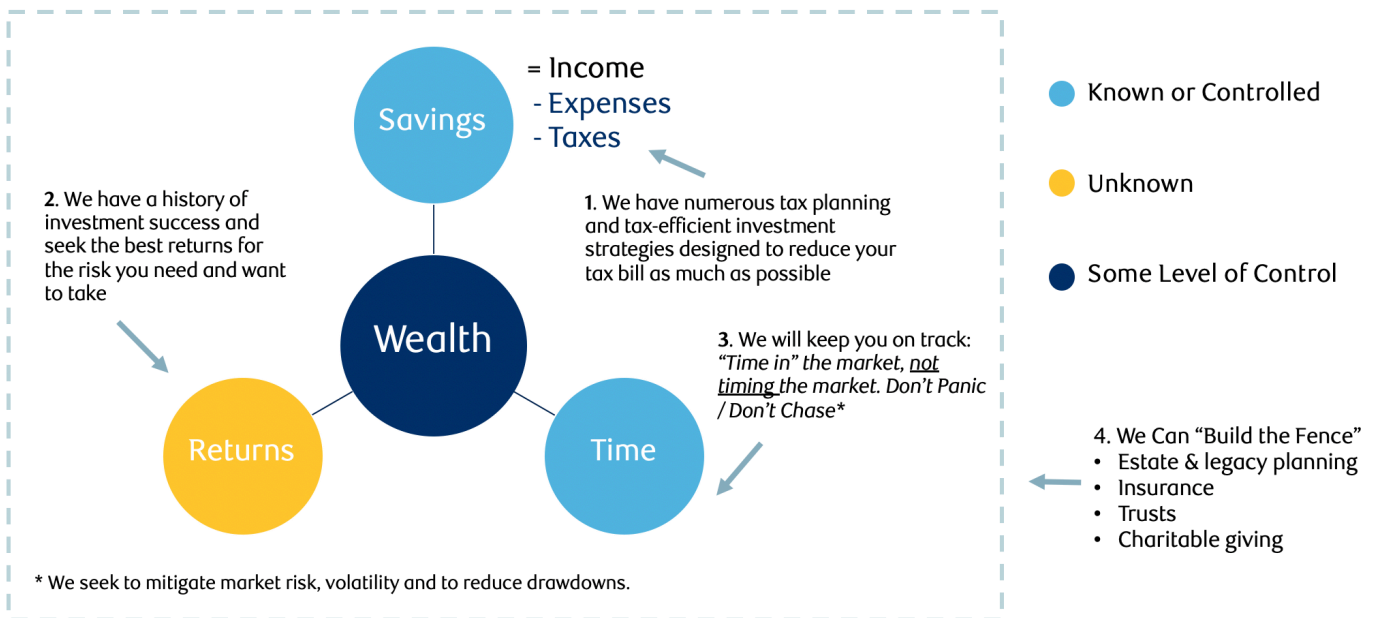 Savings
= Income
- Expenses
- Taxes
1. We have numerous tax planning
and tax-efficient investment
strategies designed to reduce your
tax bill as much as possible
2. We have a history of
investment success and
seek the best returns for
the risk you need and want
to take
Wealth
3. We will keep you on track:
“Time in” the market, not
timing the market. Don’t Panic
/ Don’t Chase*
Returns
Time
* We seek to mitigate market risk, volatility and to reduce drawdowns.
Known or Controlled
Unknown
Some Level of Control
4. We Can “Build the Fence”
• Estate & legacy planning
• Insurance
• Trusts
• Charitable giving